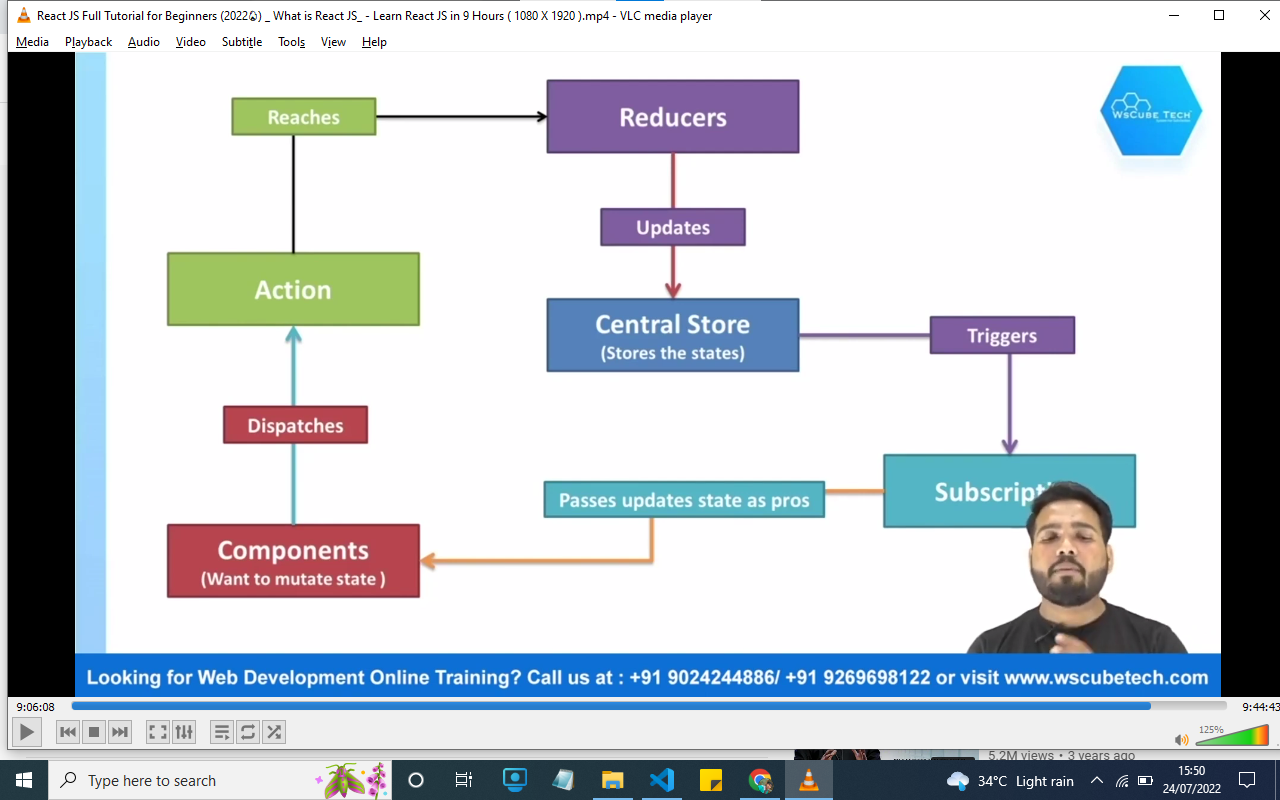 React JS Full Tutorial for Beginners (2022🔥) _ What is React JS_ - Learn React JS in 9 Hours ( 1080 X 1920 ).mp4 - VLC media player
Media Playback Audio Video Subtitle Tools View Help
Reaches
Reducers
WsCube Tech
Updates
Action
Central Store
(Stores the states)
Triggers
Dispatches
Passes updates state as pros
Components
(Want to mutate state )
Looking for Web Development Online Training? Call us at : +91 9024244886/ +91 9269698122 or visit www.wscubetech.com
9:06:08
9:44:43
125%
5.2M views • 3 years ago
Type here to search
34°C Light rain
15:50
24/07/2022